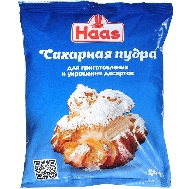 Haas
Сахарная пудра
для приготовления
и украшения десертов